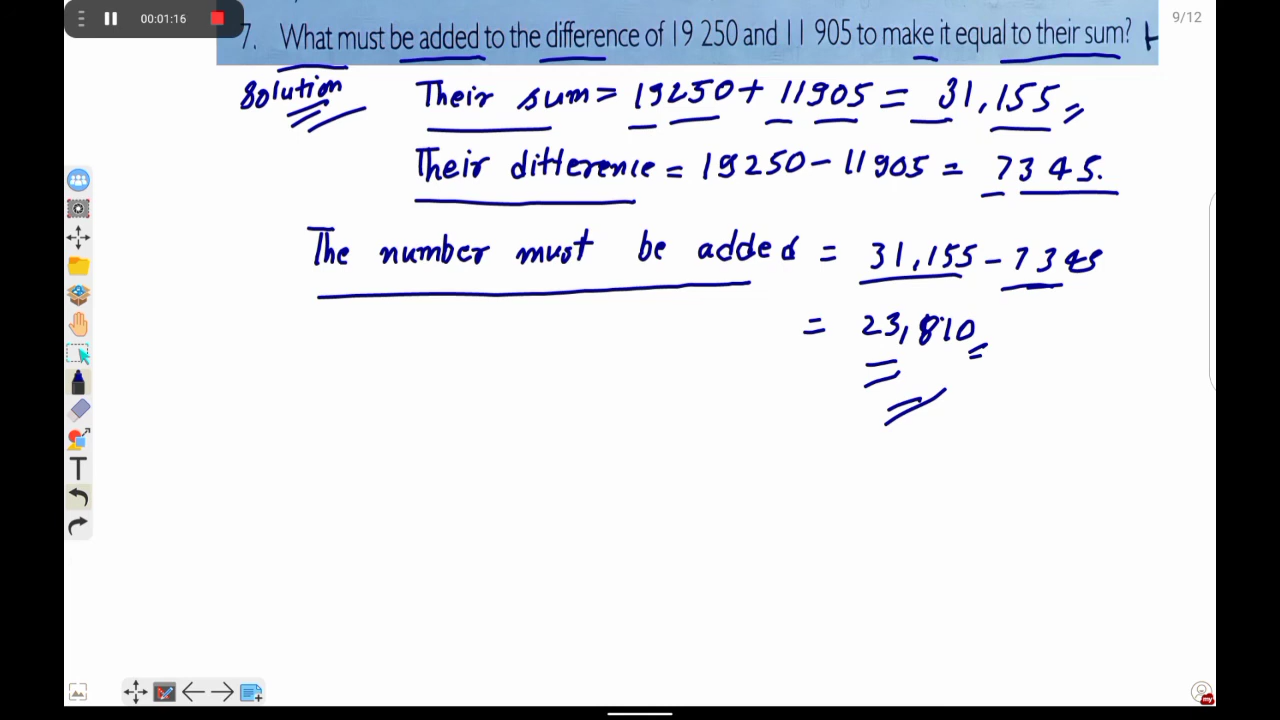 00:01:16
9/12
7. What must be added to the difference of 19 250 and 11 905 to make it equal to their sum?
Solution
Their sum = 19250 + 11905 = 31,155
Their difference = 19250 - 11905 = 7345.
The number must be added = 31,155 - 7345
= 23,810
T
my